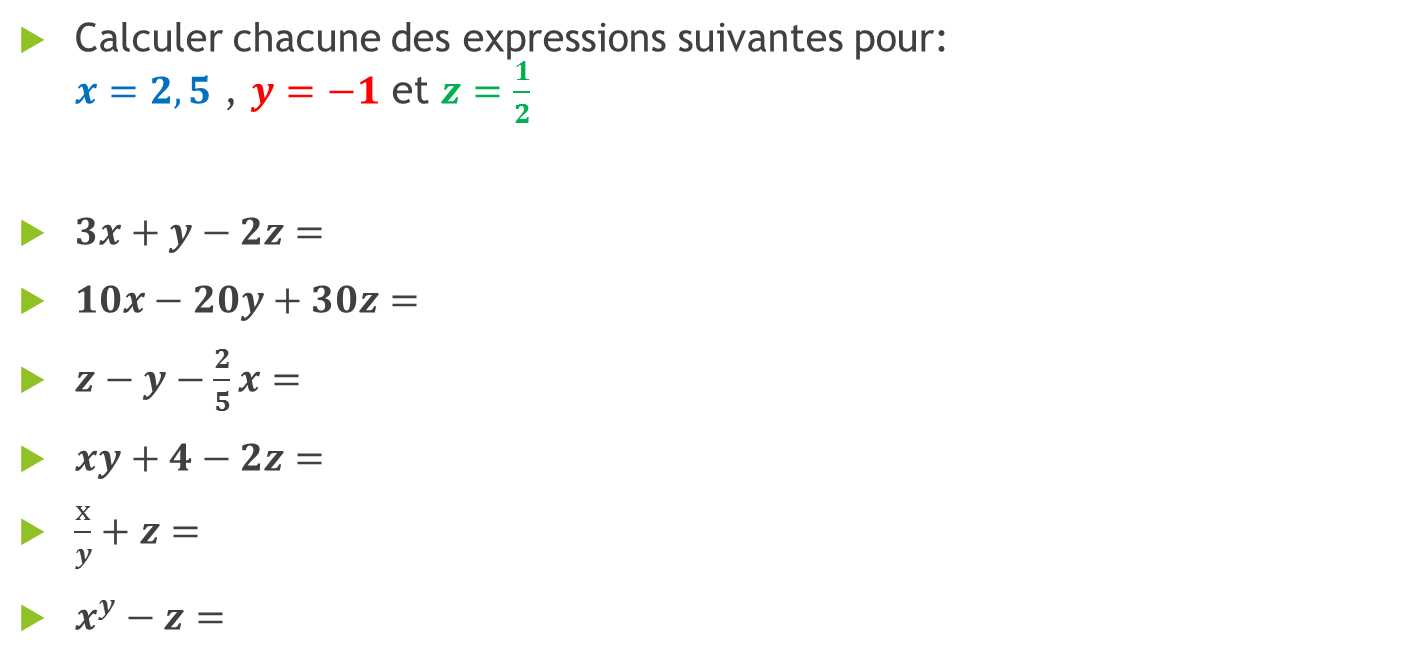 Calculer chacune des expressions suivantes pour:
x = 2,5 , y = −1 et z = 1/2
3x + y − 2z =
10x − 20y + 30z =
z − y − 2/5 x =
xy + 4 − 2z =
x/y + z =
x^y − z =